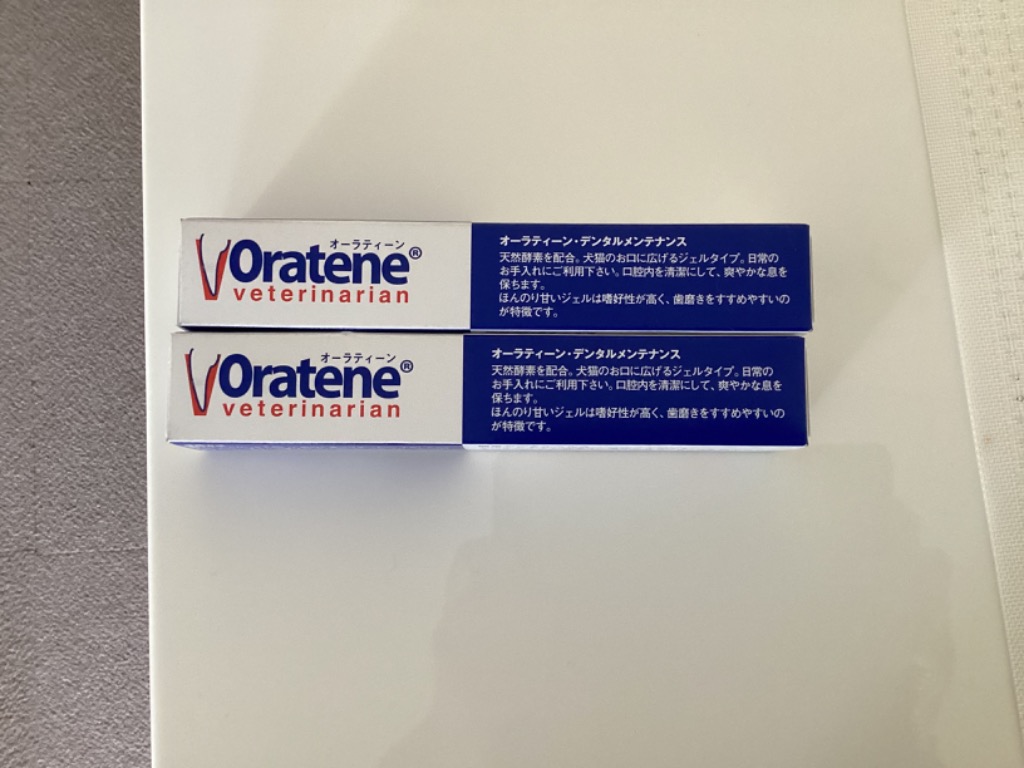 オーラティーン
Oratene®
veterinarian
オーラティーン・デンタルメンテナンス
天然酵素を配合。犬猫のお口に広げるジェルタイプ。日常の
お手入れにご利用下さい。口腔内を清潔にして、爽やかな息を
保ちます。
ほんのり甘いジェルは嗜好性が高く、歯磨きをすすめやすいの
が特徴です。
オーラティーン
Oratene®
veterinarian
オーラティーン・デンタルメンテナンス
天然酵素を配合。犬猫のお口に広げるジェルタイプ。日常の
お手入れにご利用下さい。口腔内を清潔にして、爽やかな息を
保ちます。
ほんのり甘いジェルは嗜好性が高く、歯磨きをすすめやすいの
が特徴です。